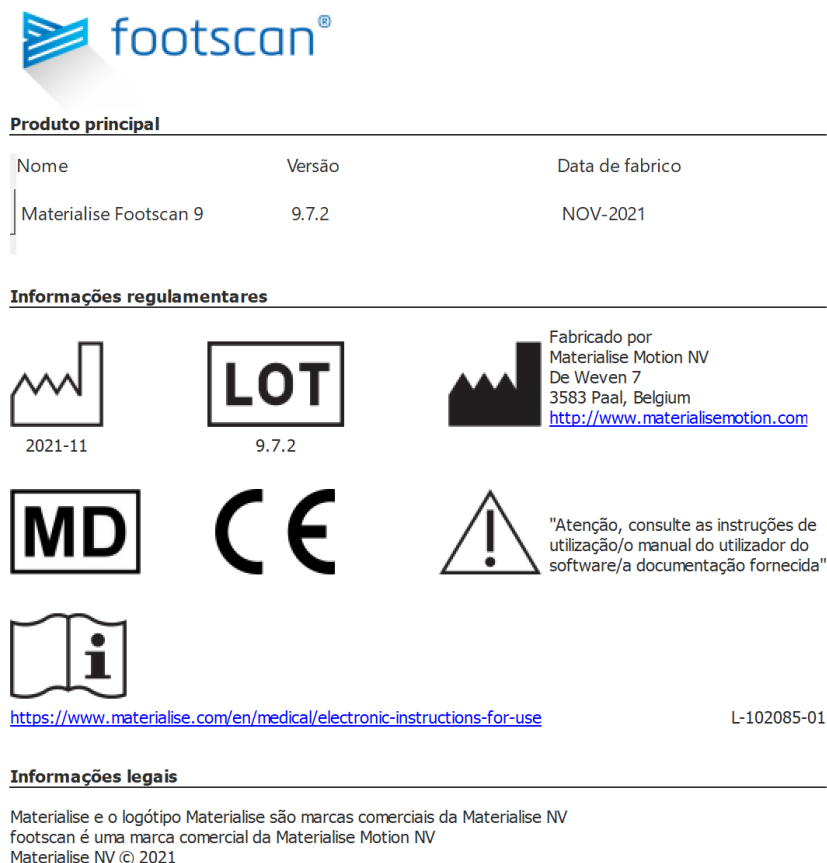 footscan®
Produto principal
Nome Versão Data de fabrico
Materialise Footscan 9 9.7.2 NOV-2021
Informações regulamentares
LOT
Fabricado por
Materialise Motion NV
De Weven 7
3583 Paal, Belgium
http://www.materialisemotion.com
2021-11 9.7.2
MD CE
"Atenção, consulte as instruções de
utilização/o manual do utilizador do
software/a documentação fornecida"
https://www.materialise.com/en/medical/electronic-instructions-for-use L-102085-01
Informações legais
Materialise e o logótipo Materialise são marcas comerciais da Materialise NV
footscan é uma marca comercial da Materialise Motion NV
Materialise NV © 2021